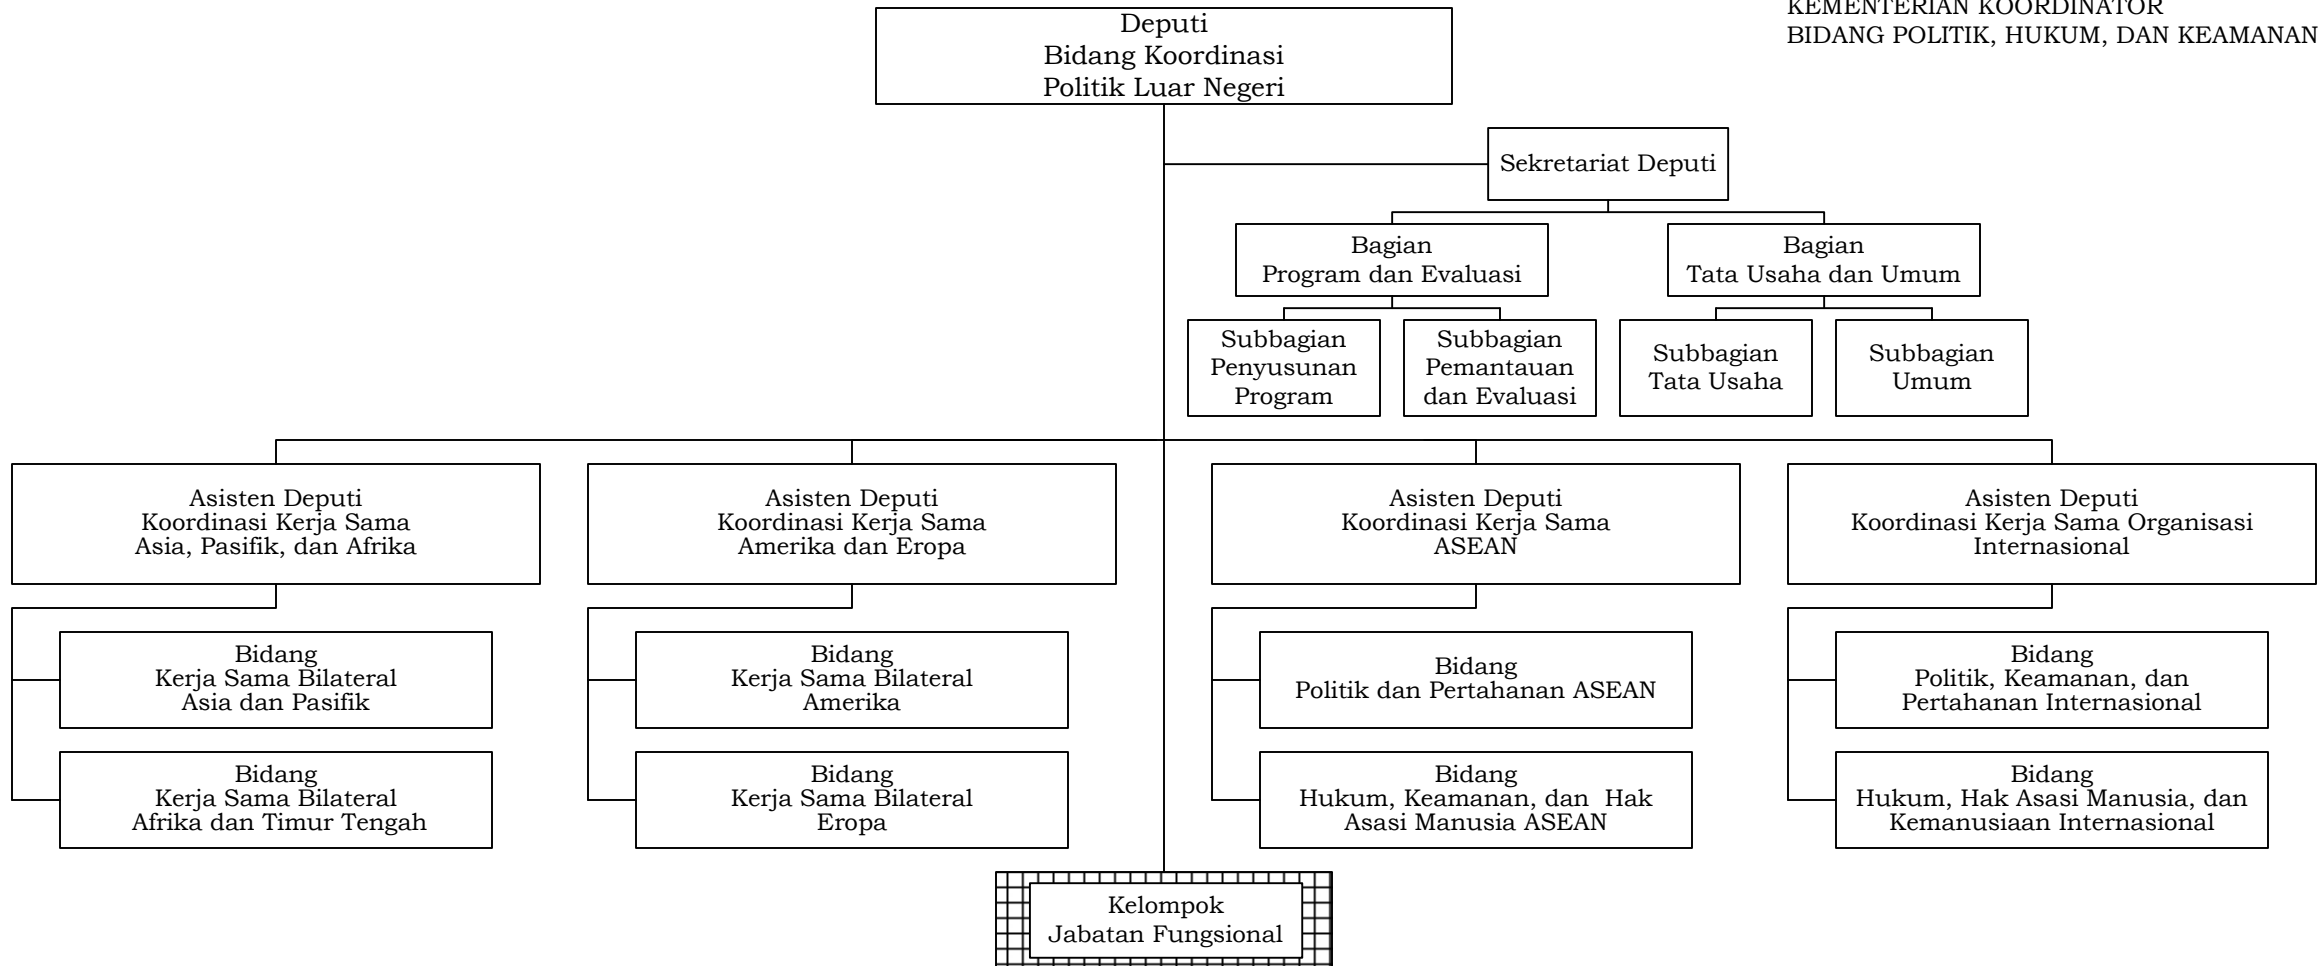 KEMENTERIAN KOORDINATOR
BIDANG POLITIK, HUKUM, DAN KEAMANAN
Deputi
Bidang Koordinasi
Politik Luar Negeri
Sekretariat Deputi
Bagian
Program dan Evaluasi
Bagian
Tata Usaha dan Umum
Subbagian
Penyusunan
Program
Subbagian
Pemantauan
dan Evaluasi
Subbagian
Tata Usaha
Subbagian
Umum
Asisten Deputi
Koordinasi Kerja Sama
Asia, Pasifik, dan Afrika
Asisten Deputi
Koordinasi Kerja Sama
Amerika dan Eropa
Asisten Deputi
Koordinasi Kerja Sama
ASEAN
Asisten Deputi
Koordinasi Kerja Sama Organisasi
Internasional
Bidang
Kerja Sama Bilateral
Asia dan Pasifik
Bidang
Kerja Sama Bilateral
Amerika
Bidang
Politik dan Pertahanan ASEAN
Bidang
Politik, Keamanan, dan
Pertahanan Internasional
Bidang
Kerja Sama Bilateral
Afrika dan Timur Tengah
Bidang
Kerja Sama Bilateral
Eropa
Bidang
Hukum, Keamanan, dan  Hak
Asasi Manusia ASEAN
Bidang
Hukum, Hak Asasi Manusia, dan
Kemanusiaan Internasional
Kelompok
Jabatan Fungsional